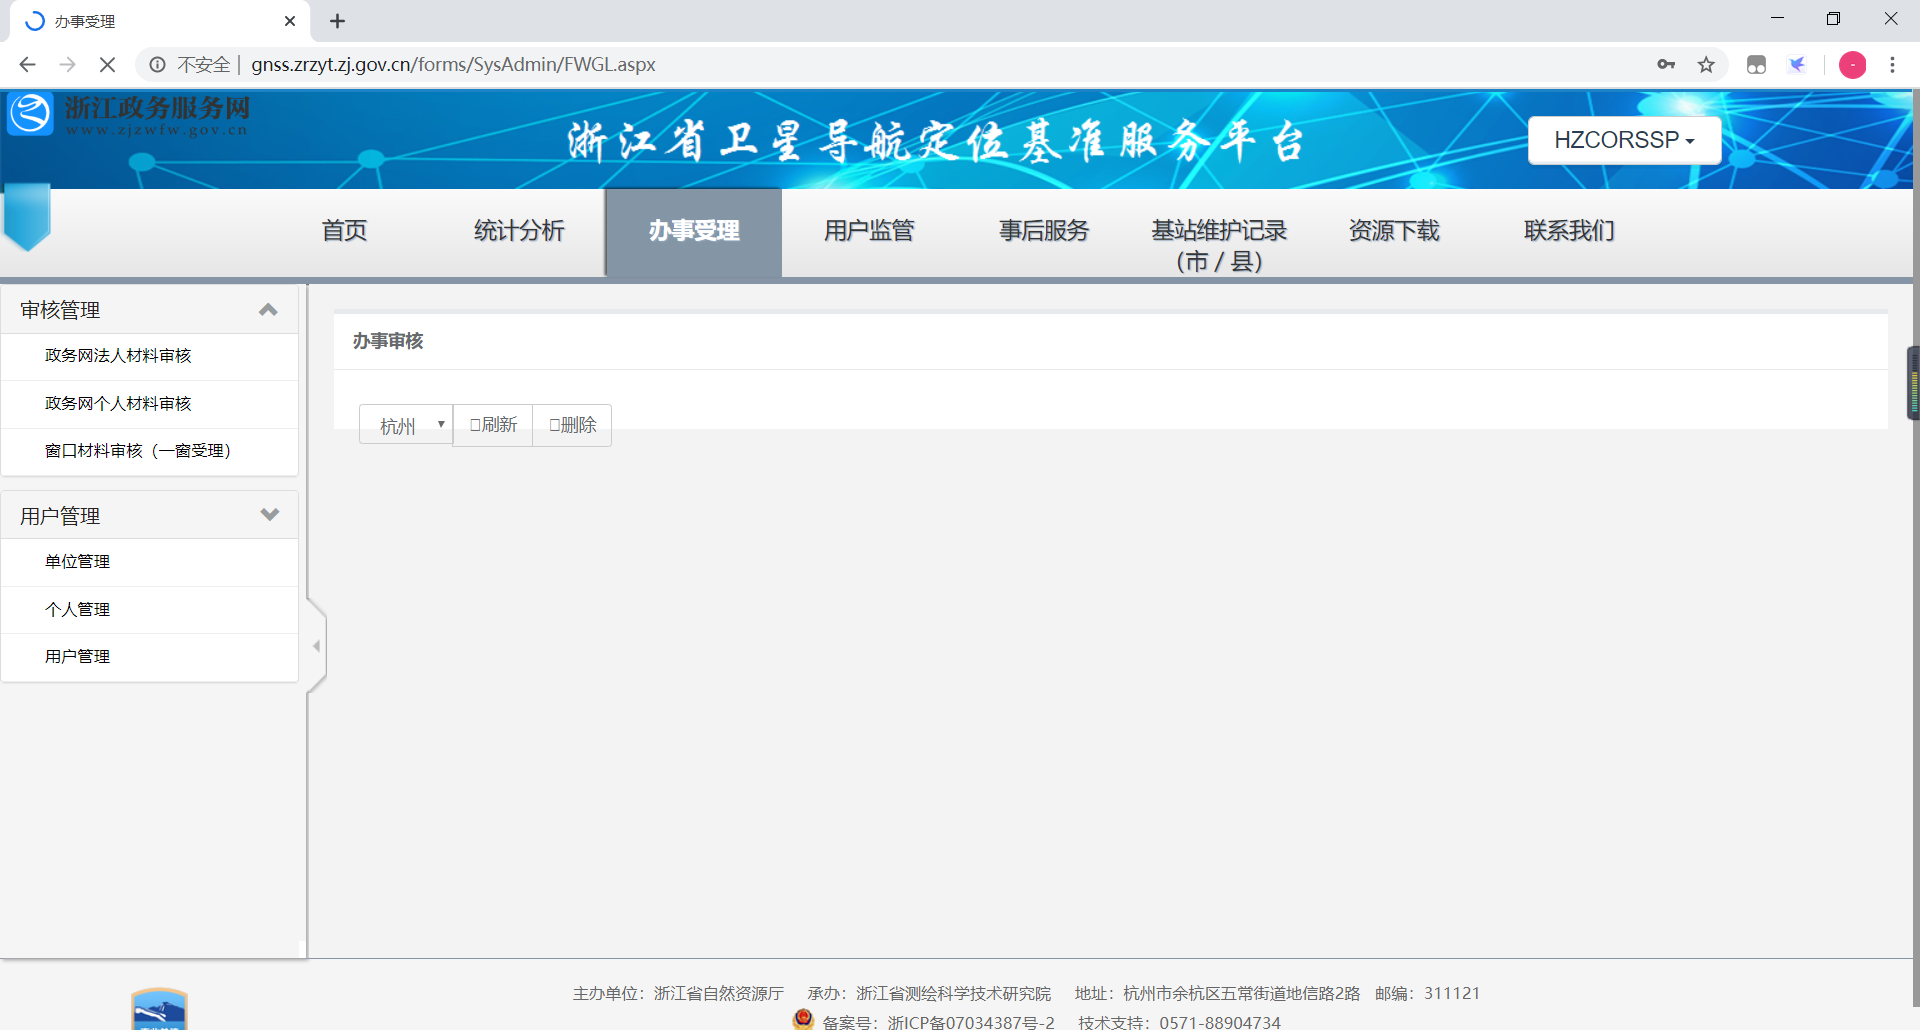 办事受理
不安全
gnss.zrzyt.zj.gov.cn/forms/SysAdmin/FWGL.aspx
浙江政务服务网
www.zjzwfw.gov.cn
浙江省卫星导航定位基准服务平台
HZCORSSP
首页
统计分析
办事受理
用户监管
事后服务
基站维护记录
（市 / 县）
资源下载
联系我们
审核管理
政务网法人材料审核
政务网个人材料审核
窗口材料审核（一窗受理）
用户管理
单位管理
个人管理
用户管理
办事审核
杭州
刷新
删除
主办单位：浙江省自然资源厅 承办：浙江省测绘科学技术研究院 地址：杭州市余杭区五常街道地信路2路 邮编：311121
备案号：浙ICP备07034387号-2 技术支持：0571-88904734